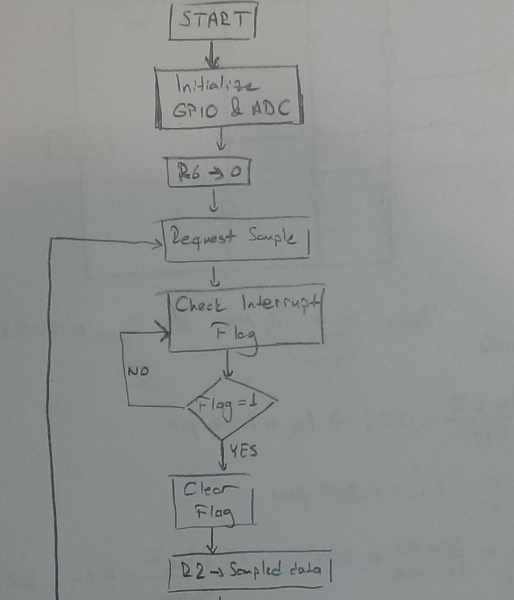 START
Initialize
GPIO & ADC
R6 → 0
Request Sample
Check Interrupt
Flag
NO
Flag = 1
YES
Clear
Flag
R2 → Sampled data